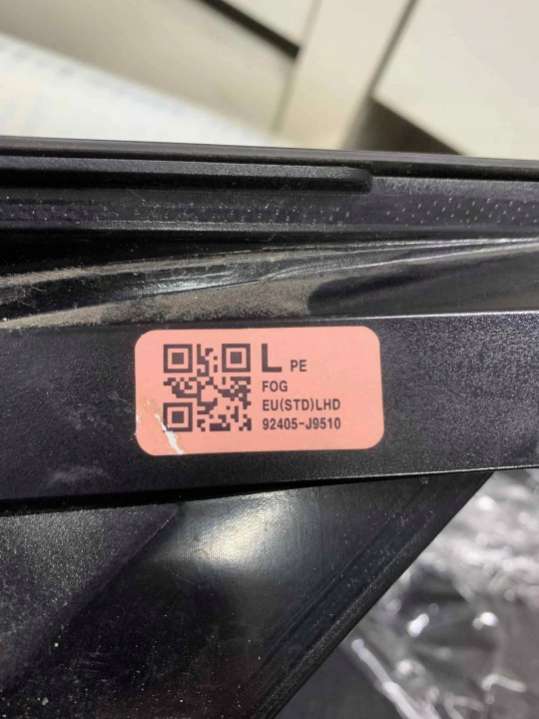 L PE
FOG
EU(STD)LHD
92405-J9510